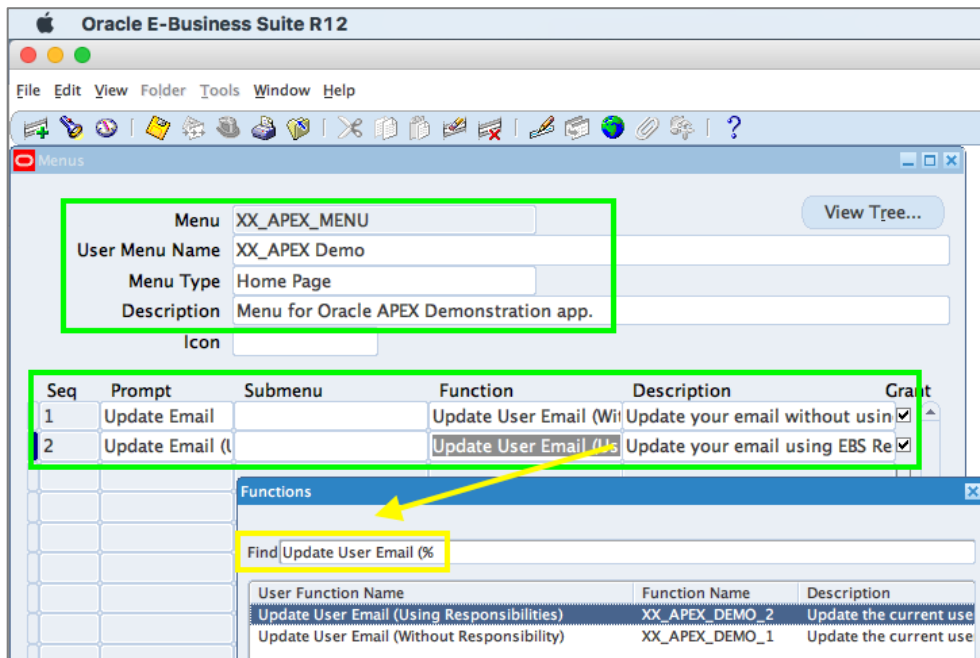 Oracle E-Business Suite R12
File Edit View Folder Tools Window Help
Menus
Menu XX_APEX_MENU View Tree...
User Menu Name XX_APEX Demo
Menu Type Home Page
Description Menu for Oracle APEX Demonstration app.
Icon
Seq Prompt Submenu Function Description Grant
1 Update Email Update User Email (Wit Update your email without usin
2 Update Email (U Update User Email (Us Update your email using EBS Re
Functions
Find Update User Email (%
User Function Name Function Name Description
Update User Email (Using Responsibilities) XX_APEX_DEMO_2 Update the current use
Update User Email (Without Responsibility) XX_APEX_DEMO_1 Update the current use